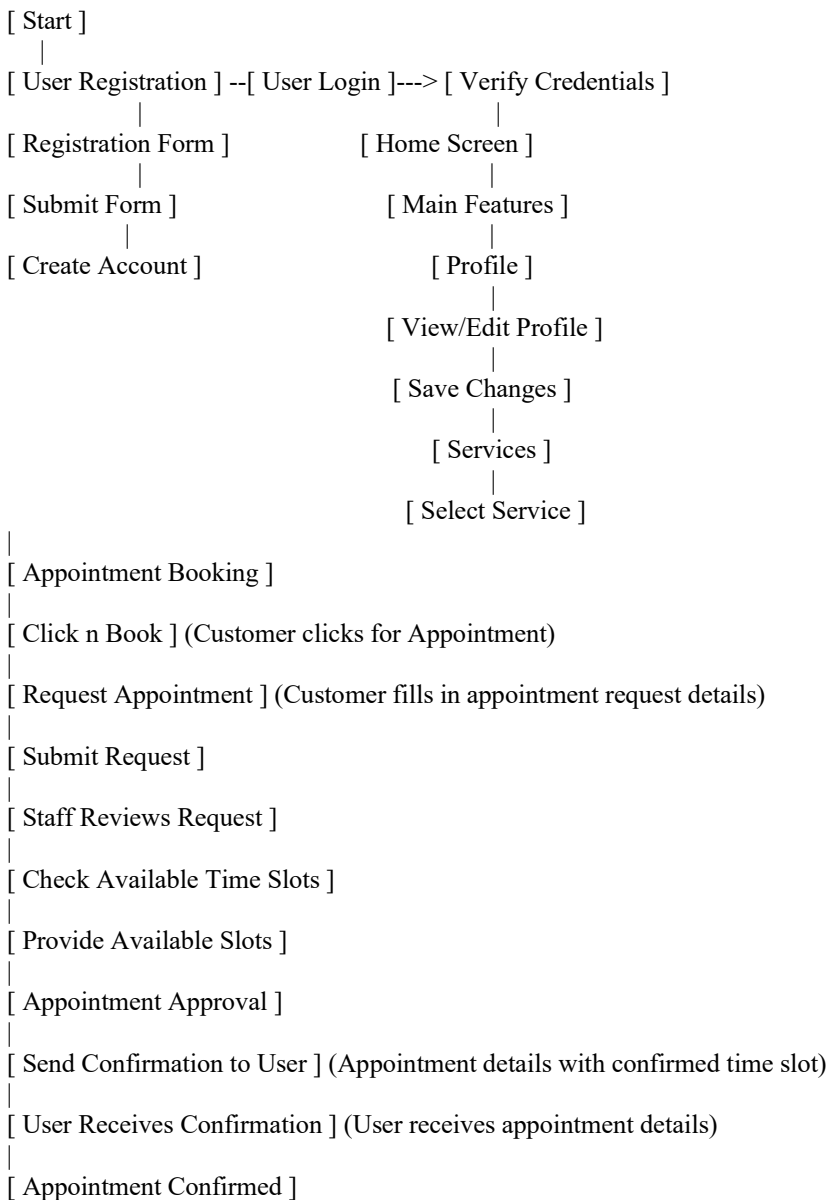 [ Start ]
|
[ User Registration ] --[ User Login ]---> [ Verify Credentials ]
| |
[ Registration Form ] [ Home Screen ]
| |
[ Submit Form ] [ Main Features ]
| |
[ Create Account ] [ Profile ]
|
[ View/Edit Profile ]
|
[ Save Changes ]
|
[ Services ]
|
[ Select Service ]
|
[ Appointment Booking ]
|
[ Click n Book ] (Customer clicks for Appointment)
|
[ Request Appointment ] (Customer fills in appointment request details)
|
[ Submit Request ]
|
[ Staff Reviews Request ]
|
[ Check Available Time Slots ]
|
[ Provide Available Slots ]
|
[ Appointment Approval ]
|
[ Send Confirmation to User ] (Appointment details with confirmed time slot)
|
[ User Receives Confirmation ] (User receives appointment details)
|
[ Appointment Confirmed ]